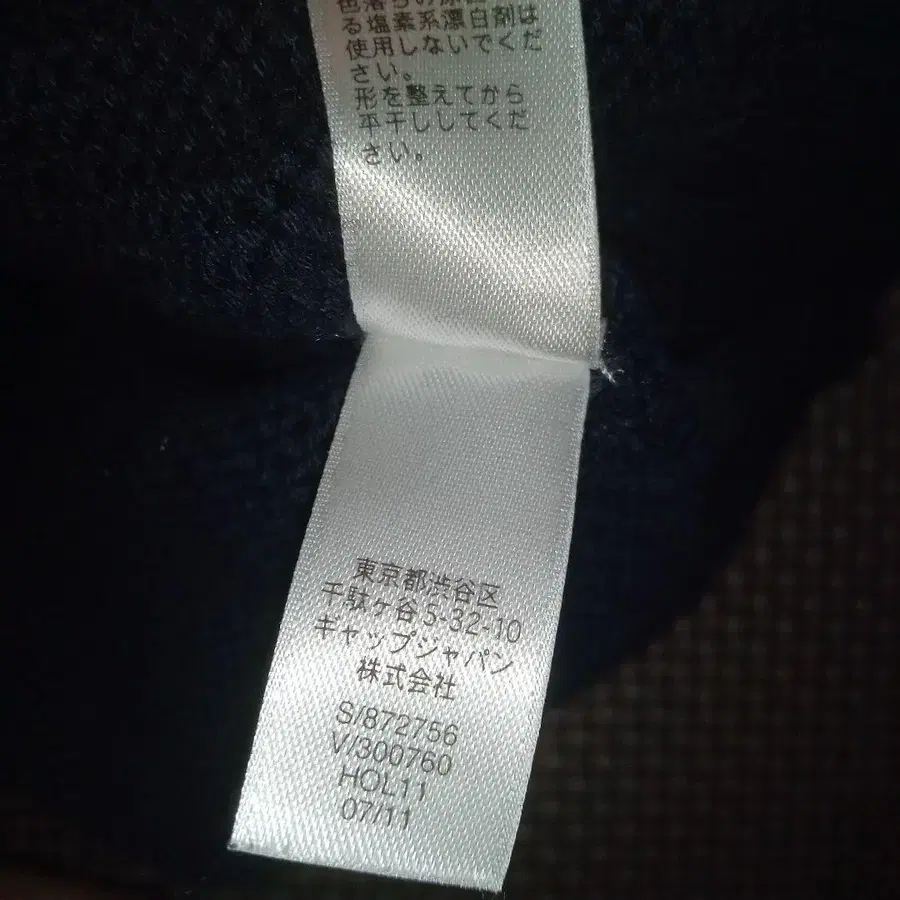 る塩素系漂白剤は
使用しないでくだ
さい。
形を整えてから
平干ししてくだ
さい。
東京都渋谷区
千駄ヶ谷5-32-10
ギャップジャパン
株式会社
S/872756
V/300760
HOL11
07/11